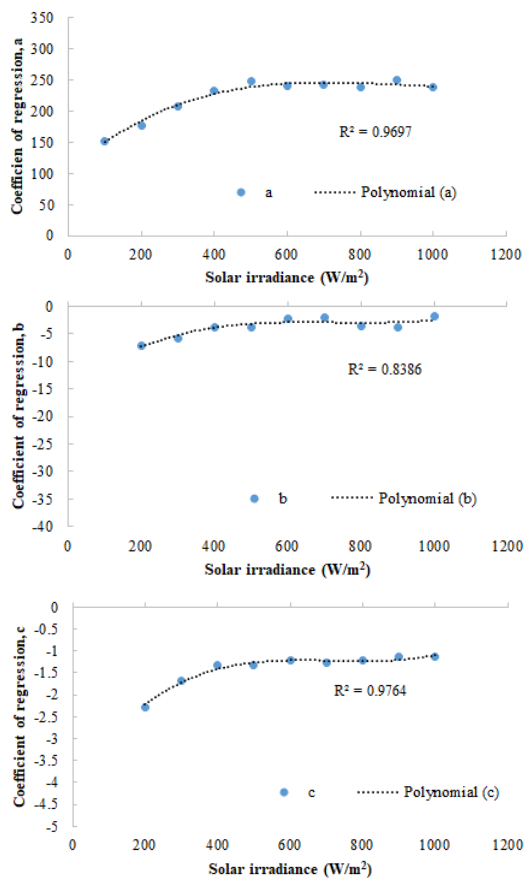 350
300
250
200
150
100
50
0
Coefficien of regression, a
R² = 0.9697
a
Polynomial (a)
0 200 400 600 800 1000 1200
Solar irradiance (W/m²)
0
-5
-10
-15
-20
-25
-30
-35
-40
Coefficient of regression, b
R² = 0.8386
b
Polynomial (b)
0 200 400 600 800 1000 1200
Solar irradiance (W/m²)
0
-0.5
-1
-1.5
-2
-2.5
-3
-3.5
-4
-4.5
-5
Coefficient of regression, c
R² = 0.9764
c
Polynomial (c)
0 200 400 600 800 1000 1200
Solar irradiance (W/m²)